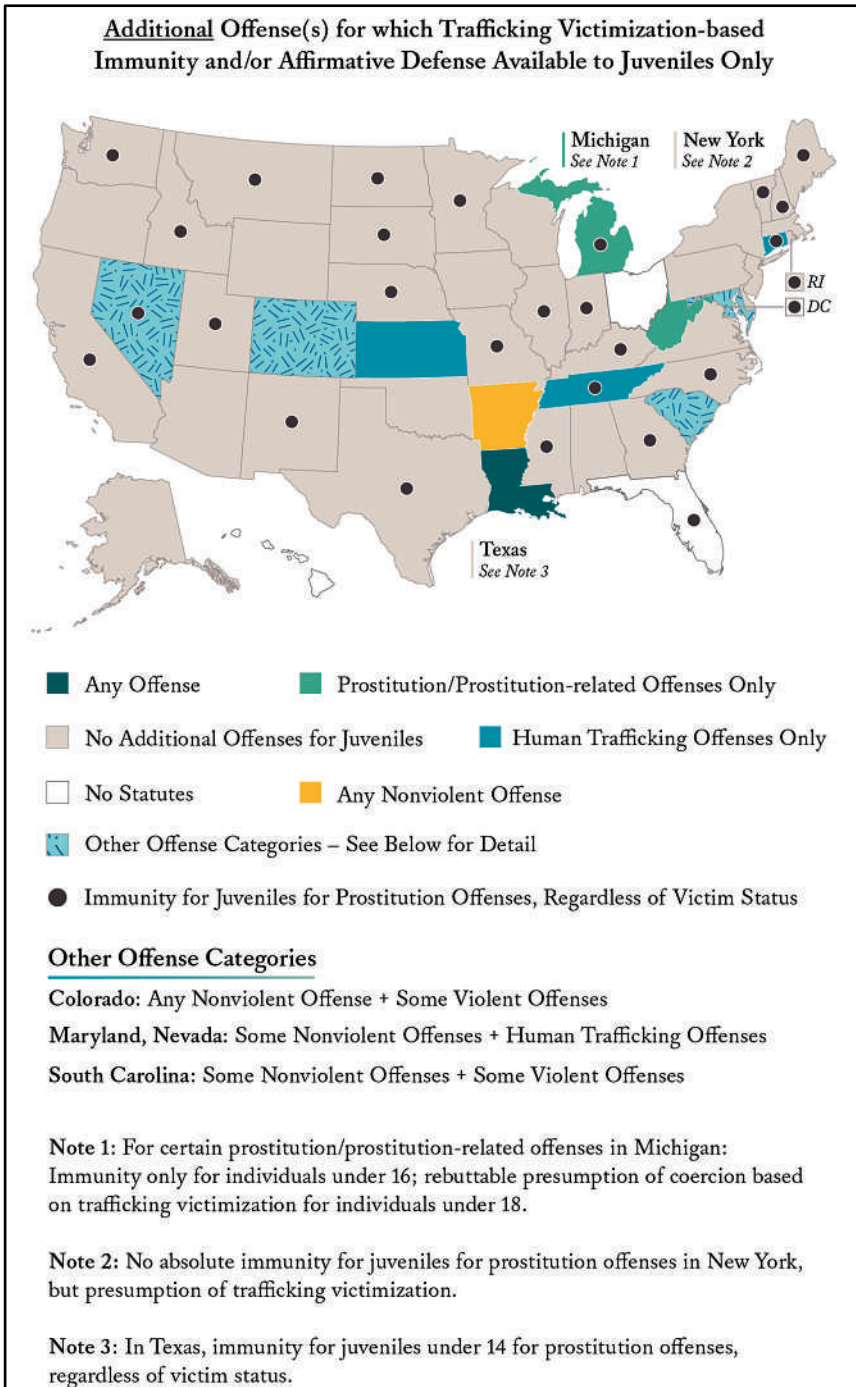 Additional Offense(s) for which Trafficking Victimization-based
Immunity and/or Affirmative Defense Available to Juveniles Only
Michigan
See Note 1
New York
See Note 2
RI
DC
Texas
See Note 3
Any Offense
Prostitution/Prostitution-related Offenses Only
No Additional Offenses for Juveniles
Human Trafficking Offenses Only
No Statutes
Any Nonviolent Offense
Other Offense Categories – See Below for Detail
Immunity for Juveniles for Prostitution Offenses, Regardless of Victim Status
Other Offense Categories
Colorado: Any Nonviolent Offense + Some Violent Offenses
Maryland, Nevada: Some Nonviolent Offenses + Human Trafficking Offenses
South Carolina: Some Nonviolent Offenses + Some Violent Offenses
Note 1: For certain prostitution/prostitution-related offenses in Michigan:
Immunity only for individuals under 16; rebuttable presumption of coercion based
on trafficking victimization for individuals under 18.
Note 2: No absolute immunity for juveniles for prostitution offenses in New York,
but presumption of trafficking victimization.
Note 3: In Texas, immunity for juveniles under 14 for prostitution offenses,
regardless of victim status.